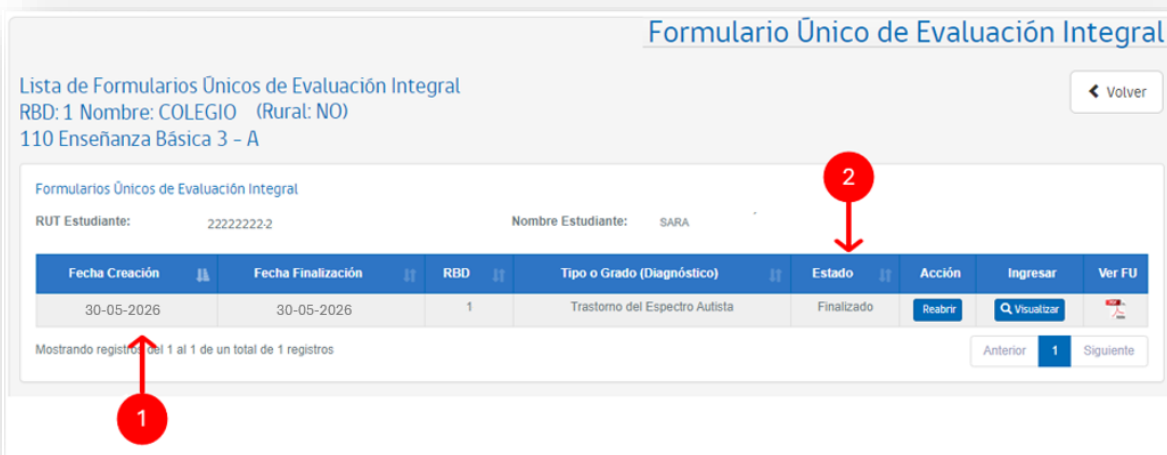 Formulario Único de Evaluación Integral
Lista de Formularios Únicos de Evaluación Integral
Volver
RBD: 1 Nombre: COLEGIO (Rural: NO)
110 Enseñanza Básica 3 - A
2
Formularios Únicos de Evaluación Integral
RUT Estudiante: 22222222-2 Nombre Estudiante: SARA
Fecha Creación Fecha Finalización RBD Tipo o Grado (Diagnóstico) Estado Acción Ingresar Ver FU
30-05-2026 30-05-2026 1 Trastorno del Espectro Autista Finalizado Reabrir Visualizar
Mostrando registros del 1 al 1 de un total de 1 registros Anterior 1 Siguiente
1